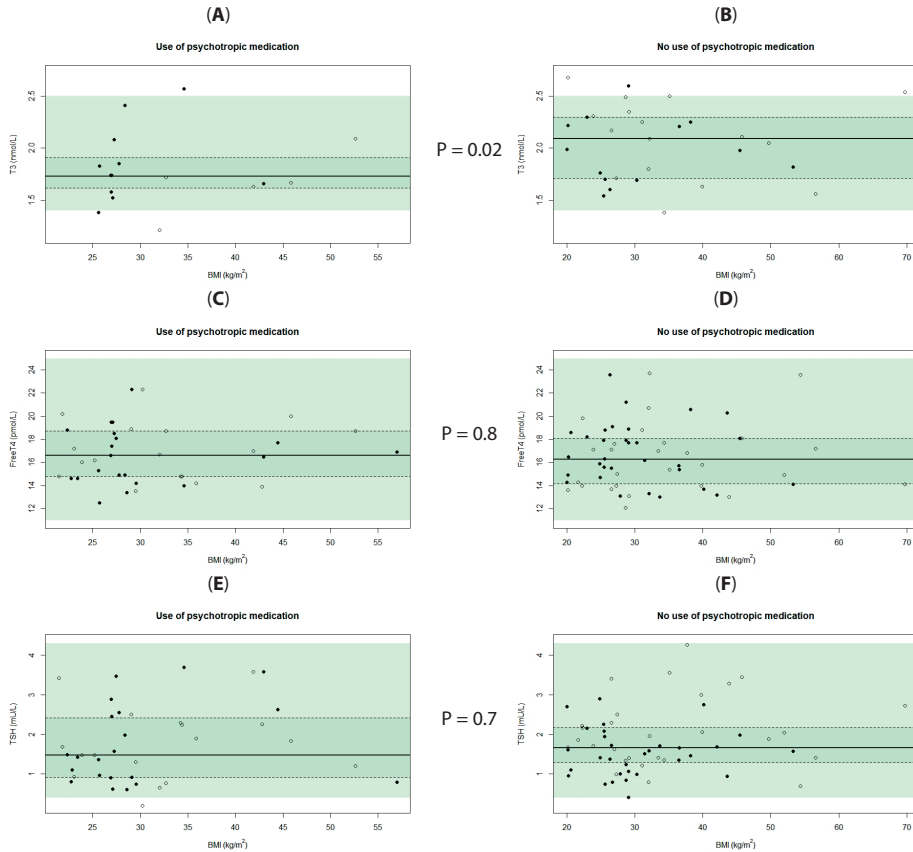 (A)
(B)
Use of psychotropic medication
No use of psychotropic medication
T3 (nmol/L)
2.5
2.0
1.5
25 30 35 40 45 50 55
BMI (kg/m²)
P = 0.02
T3 (nmol/L)
2.5
2.0
1.5
20 30 40 50 60 70
BMI (kg/m²)
(C)
(D)
Use of psychotropic medication
No use of psychotropic medication
FreeT4 (pmol/L)
24
22
20
18
16
14
12
25 30 35 40 45 50 55
BMI (kg/m²)
P = 0.8
FreeT4 (pmol/L)
24
22
20
18
16
14
12
20 30 40 50 60 70
BMI (kg/m²)
(E)
(F)
Use of psychotropic medication
No use of psychotropic medication
TSH (mU/L)
4
3
2
1
25 30 35 40 45 50 55
BMI (kg/m²)
P = 0.7
TSH (mU/L)
4
3
2
1
20 30 40 50 60 70
BMI (kg/m²)